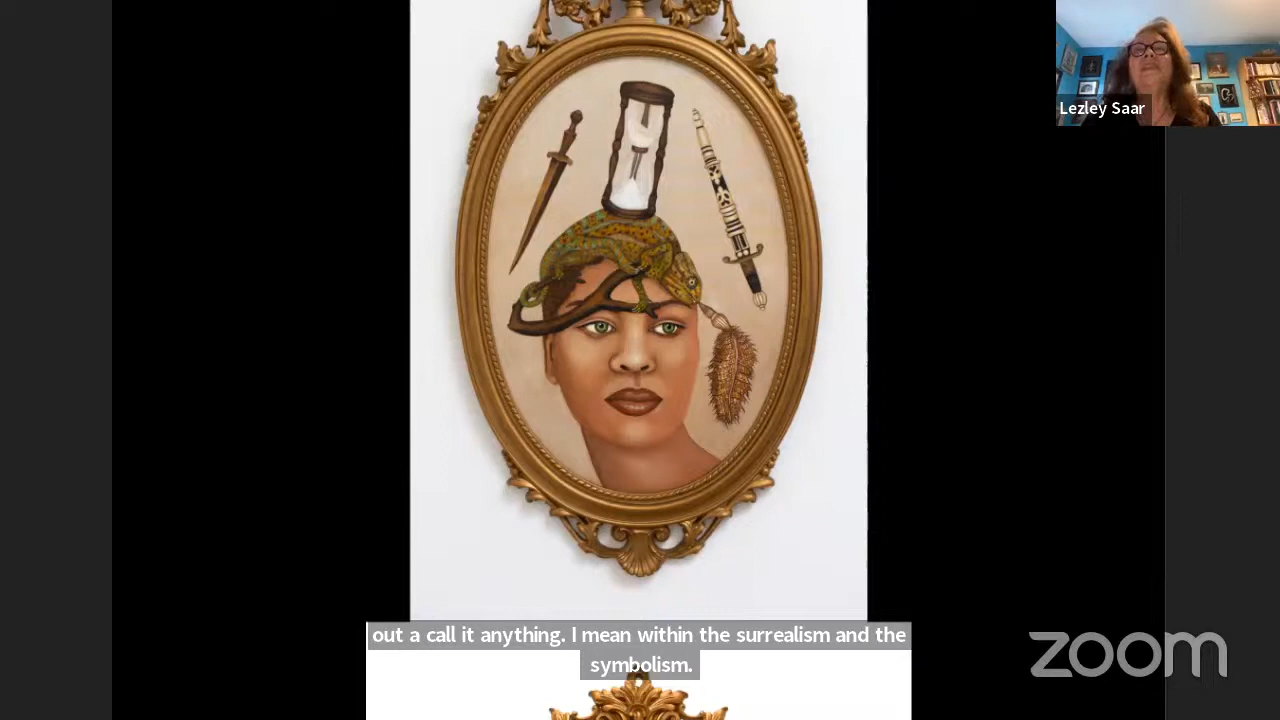 Lezley Saar
out a call it anything. I mean within the surrealism and the
symbolism.
zoom